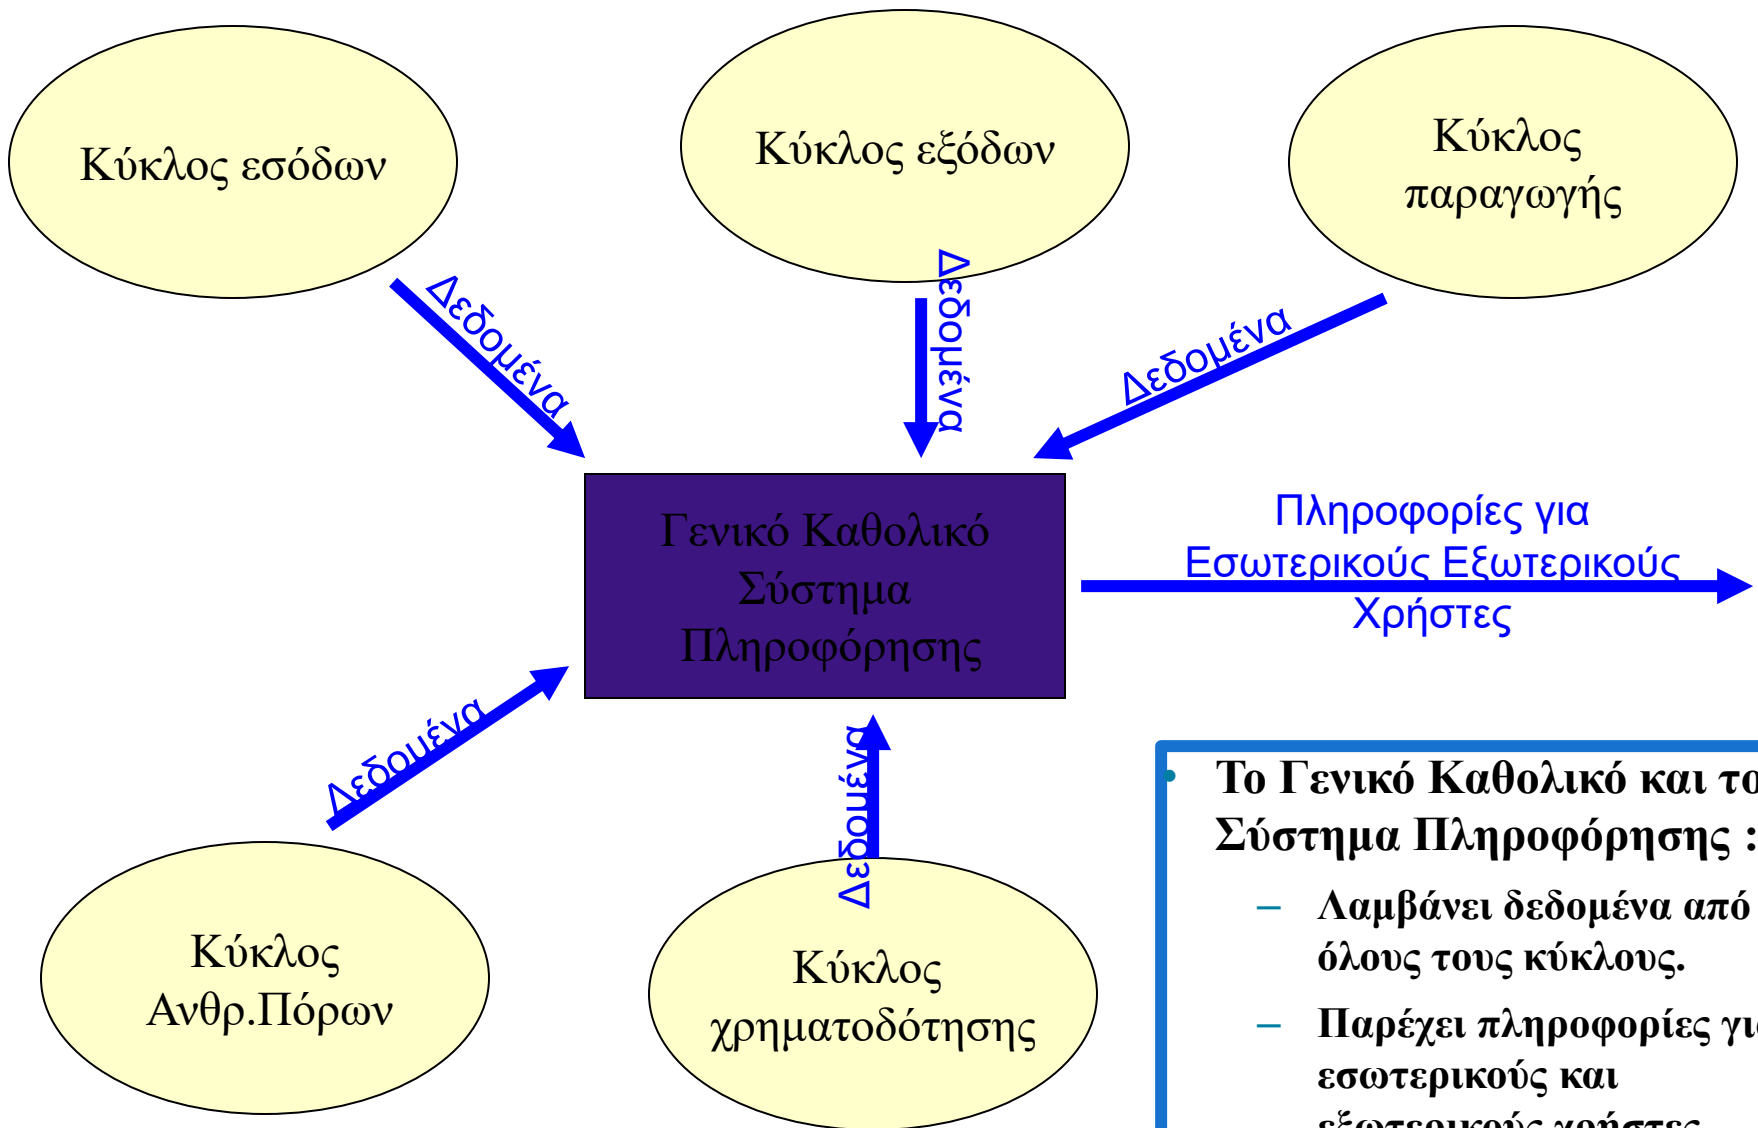 Κύκλος εσόδων
Κύκλος εξόδων
Κύκλος
παραγωγής
Δεδομένα
Δεδομένα
Δεδομένα
Γενικό Καθολικό
Σύστημα
Πληροφόρησης
Πληροφορίες για
Εσωτερικούς Εξωτερικούς
Χρήστες
Δεδομένα
Δεδομένα
Κύκλος
Ανθρ.Πόρων
Κύκλος
χρηματοδότησης
• Το Γενικό Καθολικό και το
Σύστημα Πληροφόρησης :
– Λαμβάνει δεδομένα από
όλους τους κύκλους.
– Παρέχει πληροφορίες για
εσωτερικούς και
εξωτερικούς χρήστες